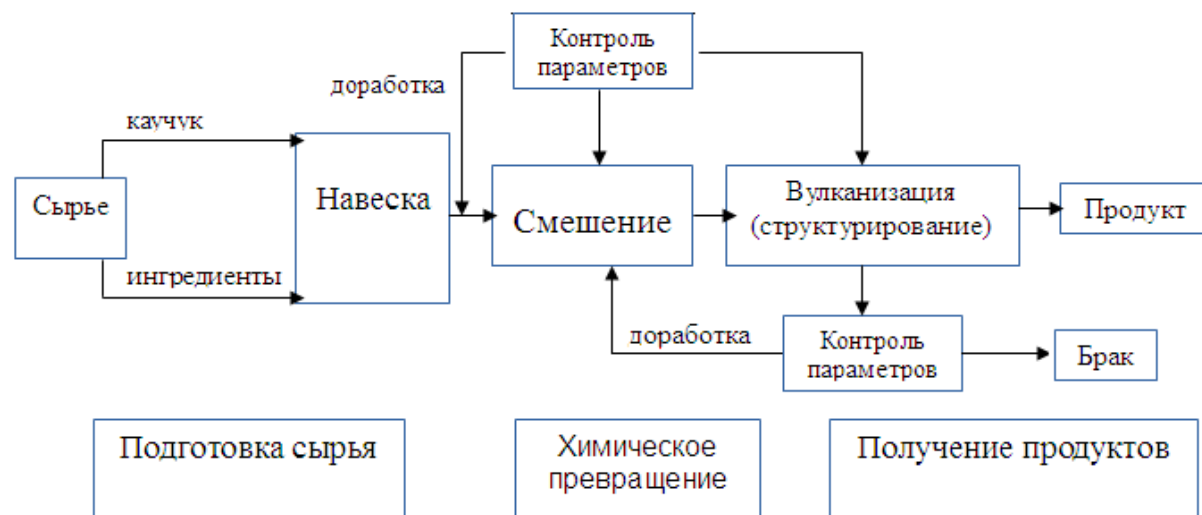 Контроль
параметров
доработка
каучук
Сырье
Навеска
Смешение
Вулканизация
(структурирование)
Продукт
ингредиенты
доработка
Контроль
параметров
Брак
Подготовка сырья
Химическое
превращение
Получение продуктов